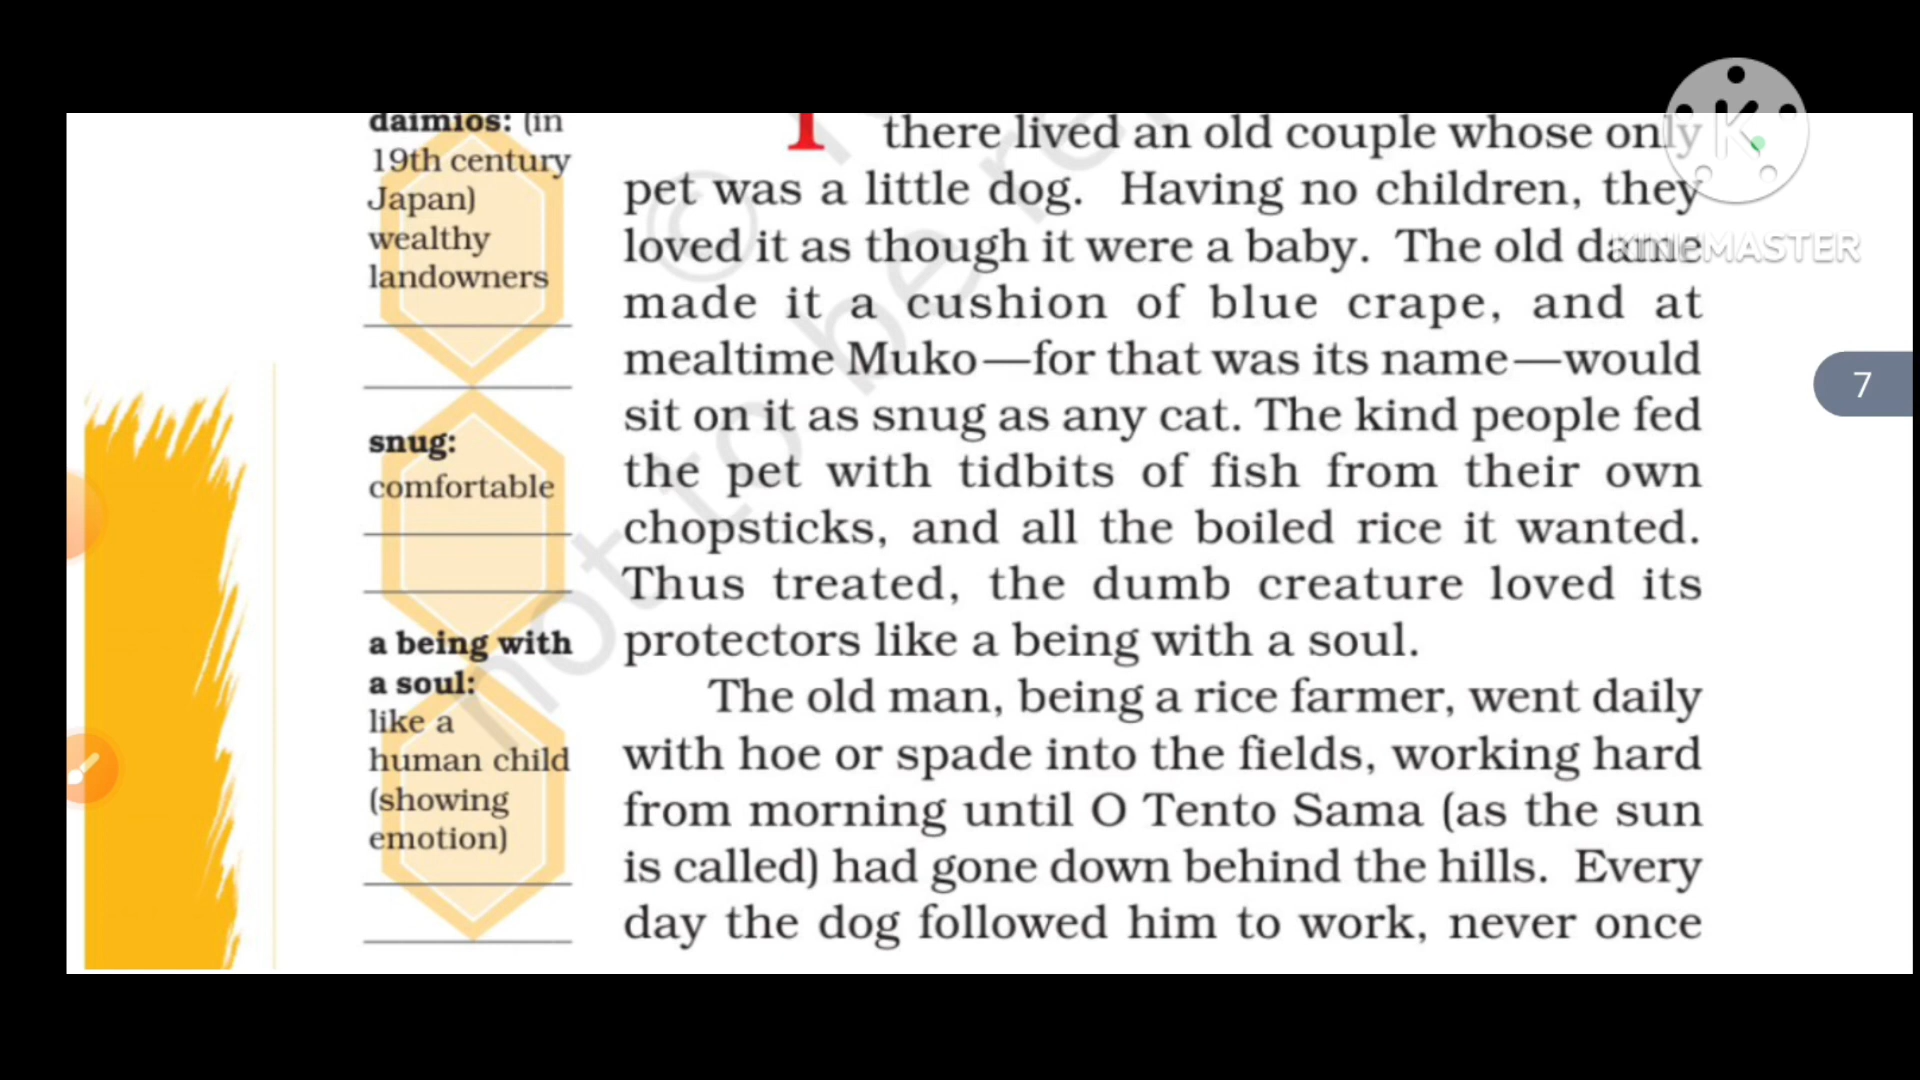 daimios: (in
19th century
Japan)
wealthy
landowners
snug:
comfortable
a being with
a soul:
like a
human child
(showing
emotion)
there lived an old couple whose only
pet was a little dog. Having no children, they
loved it as though it were a baby. The old dame
made it a cushion of blue crape, and at
mealtime Muko—for that was its name—would
sit on it as snug as any cat. The kind people fed
the pet with tidbits of fish from their own
chopsticks, and all the boiled rice it wanted.
Thus treated, the dumb creature loved its
protectors like a being with a soul.
The old man, being a rice farmer, went daily
with hoe or spade into the fields, working hard
from morning until O Tento Sama (as the sun
is called) had gone down behind the hills. Every
day the dog followed him to work, never once
©
not to be re
K
KINEMASTER
7